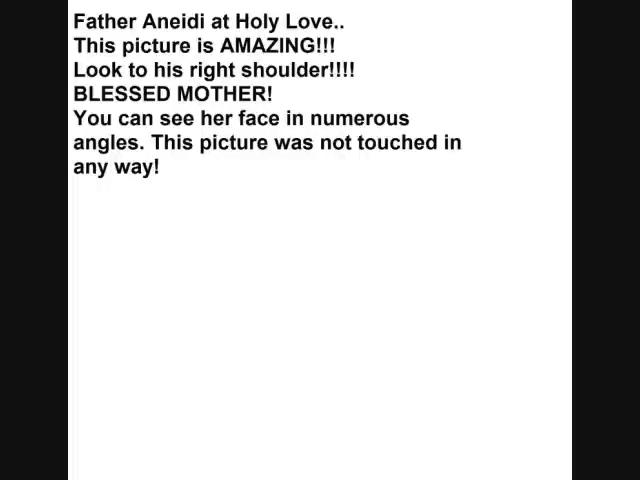 Father Aneidi at Holy Love..
This picture is AMAZING!!!
Look to his right shoulder!!!!
BLESSED MOTHER!
You can see her face in numerous
angles. This picture was not touched in
any way!